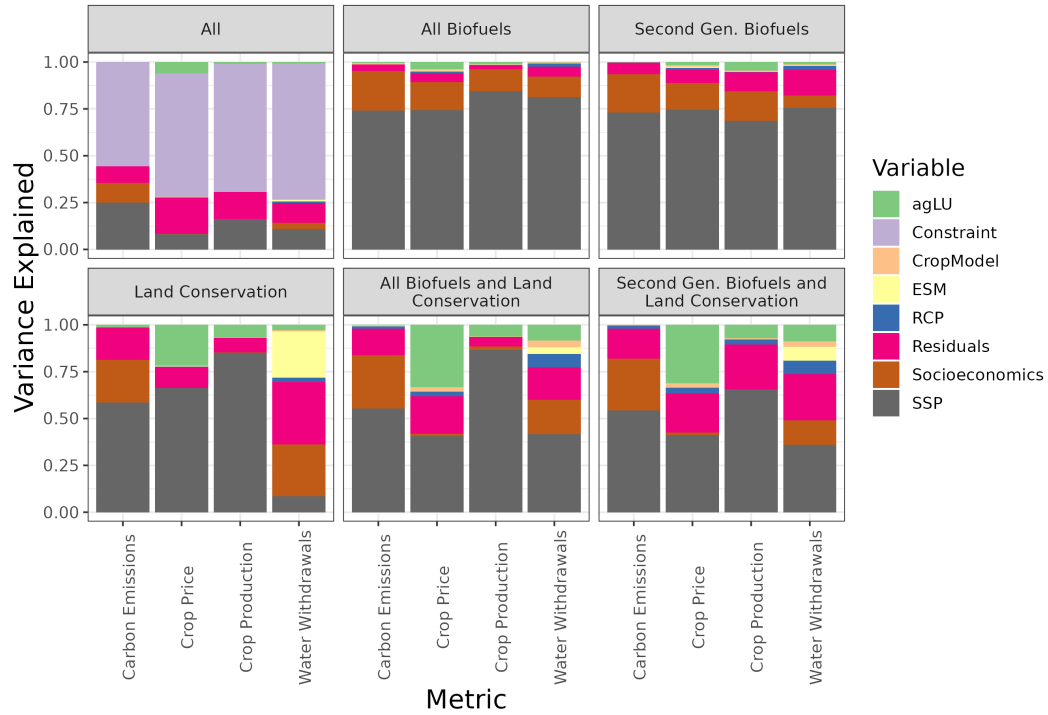 All
All Biofuels
Second Gen. Biofuels
1.00
0.75
0.50
0.25
0.00
Land Conservation
All Biofuels and Land
Conservation
Second Gen. Biofuels and
Land Conservation
1.00
0.75
0.50
0.25
0.00
Variance Explained
Carbon Emissions
Crop Price
Crop Production
Water Withdrawals
Carbon Emissions
Crop Price
Crop Production
Water Withdrawals
Carbon Emissions
Crop Price
Crop Production
Water Withdrawals
Metric
Variable
agLU
Constraint
CropModel
ESM
RCP
Residuals
Socioeconomics
SSP